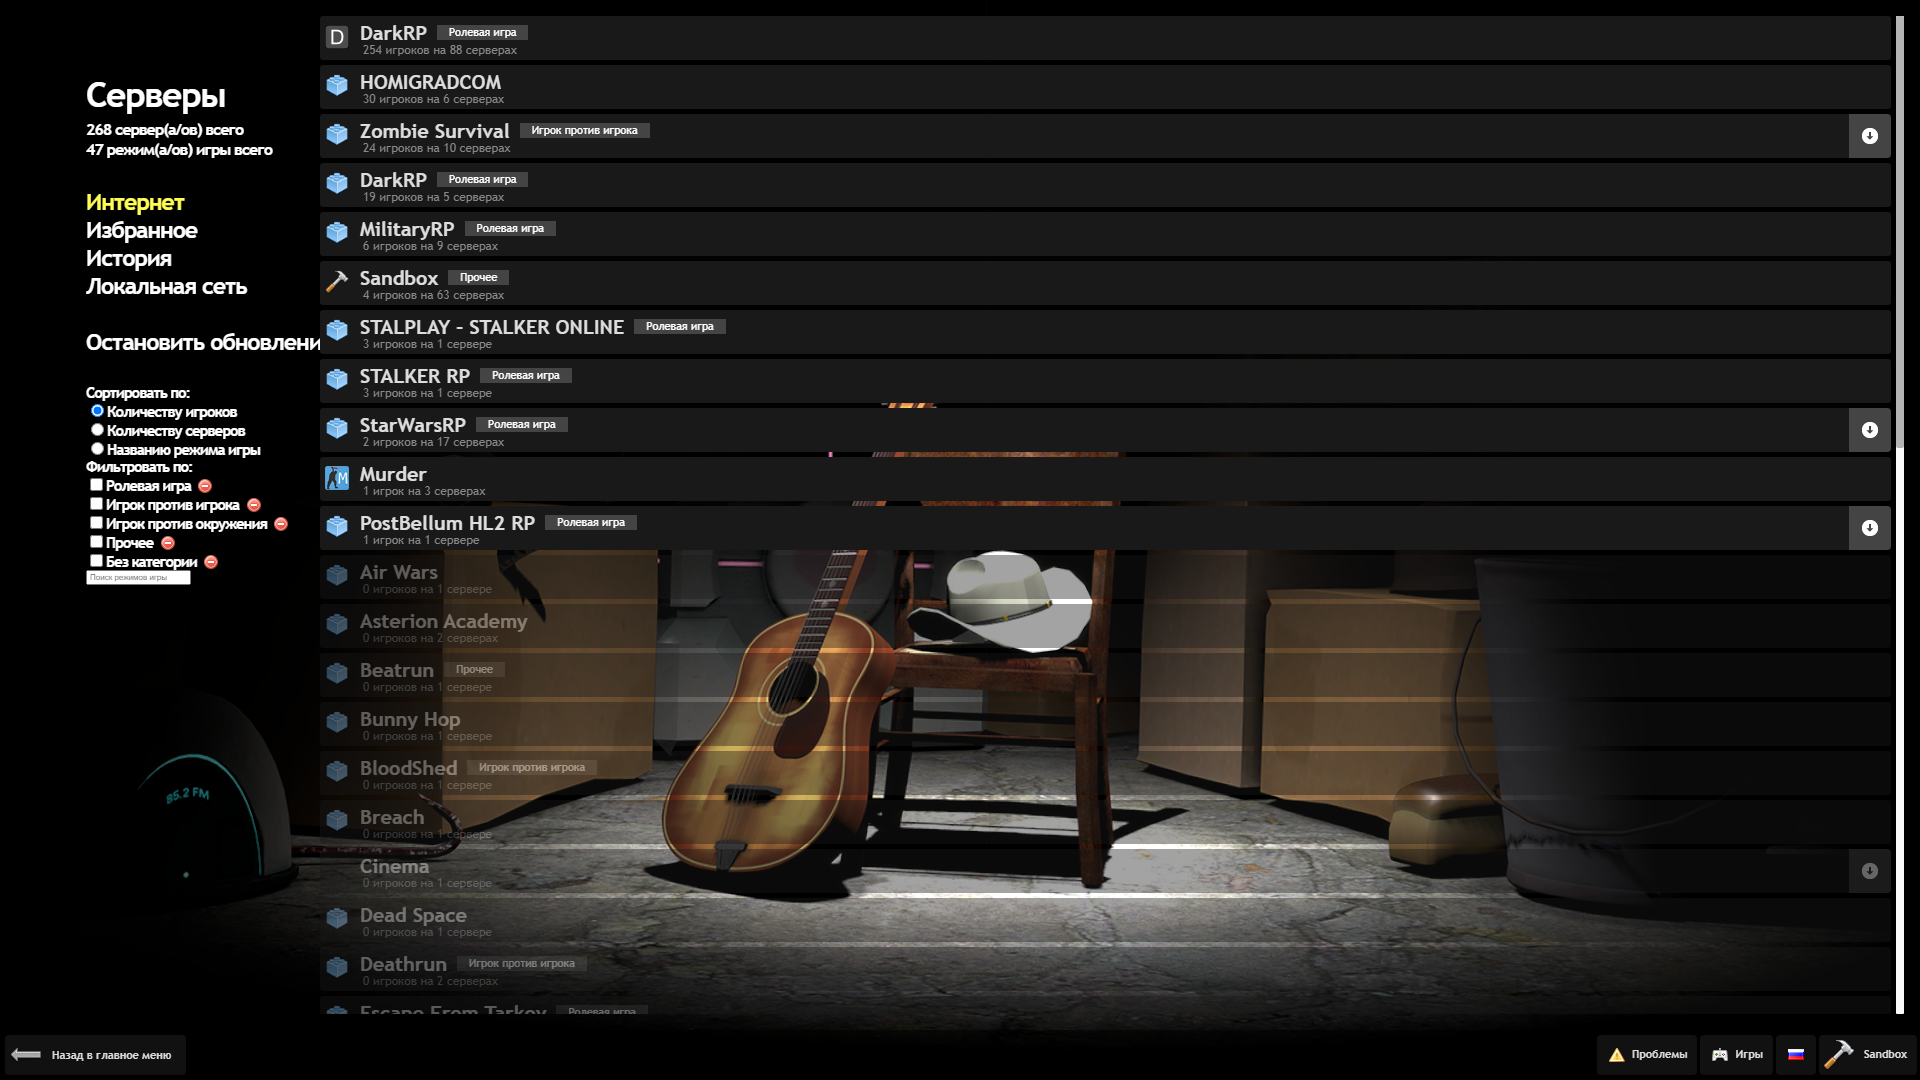 Серверы
268 сервер(а/ов) всего
47 режим(а/ов) игры всего
Интернет
Избранное
История
Локальная сеть
Остановить обновлени
Сортировать по:
Количеству игроков
Количеству серверов
Названию режима игры
Фильтровать по:
Ролевая игра
Игрок против игрока
Игрок против окружения
Прочее
Без категории
Поиск режимов игры
D DarkRP Ролевая игра
254 игроков на 88 серверах
HOMIGRADCOM
30 игроков на 6 серверах
Zombie Survival Игрок против игрока
24 игроков на 10 серверах
DarkRP Ролевая игра
19 игроков на 5 серверах
MilitaryRP Ролевая игра
6 игроков на 9 серверах
Sandbox Прочее
4 игроков на 63 серверах
STALPLAY - STALKER ONLINE Ролевая игра
3 игроков на 1 сервере
STALKER RP Ролевая игра
3 игроков на 1 сервере
StarWarsRP Ролевая игра
2 игроков на 17 серверах
M Murder
1 игрок на 3 серверах
PostBellum HL2 RP Ролевая игра
1 игрок на 1 сервере
Air Wars
0 игроков на 1 сервере
Asterion Academy
0 игроков на 2 серверах
Beatrun Прочее
0 игроков на 1 сервере
Bunny Hop
0 игроков на 1 сервере
BloodShed Игрок против игрока
0 игроков на 1 сервере
Breach
0 игроков на 1 сервере
Cinema
0 игроков на 1 сервере
Dead Space
0 игроков на 1 сервере
Deathrun Игрок против игрока
0 игроков на 2 серверах
Escape From Tarkov Ролевая игра
85.2 FM
Назад в главное меню
Проблемы
Игры
Sandbox